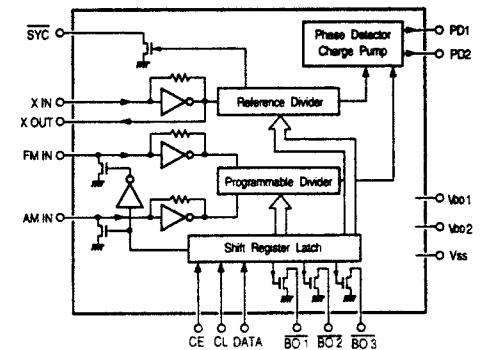 SYC
Phase Detector
Charge Pump
PD1
PD2
X IN
Reference Divider
X OUT
FM IN
Programmable Divider
VDD1
AM IN
VDD2
Shift Register Latch
Vss
CE CL DATA BO1 BO2 BO3